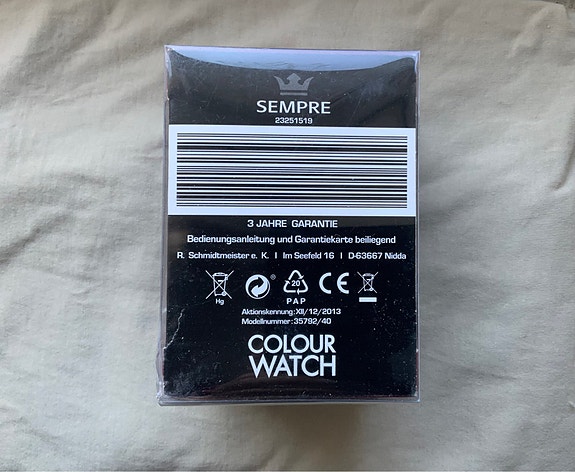 SEMPRE
23251519
3 JAHRE GARANTIE
Bedienungsanleitung und Garantiekarte beiliegend
R. Schmidtmeister e. K. I Im Seefeld 16 I D-63667 Nidda
Hg
20
PAP
CE
Aktionskennung: XII/12/2013
Modellnummer: 35792/40
COLOUR
WATCH